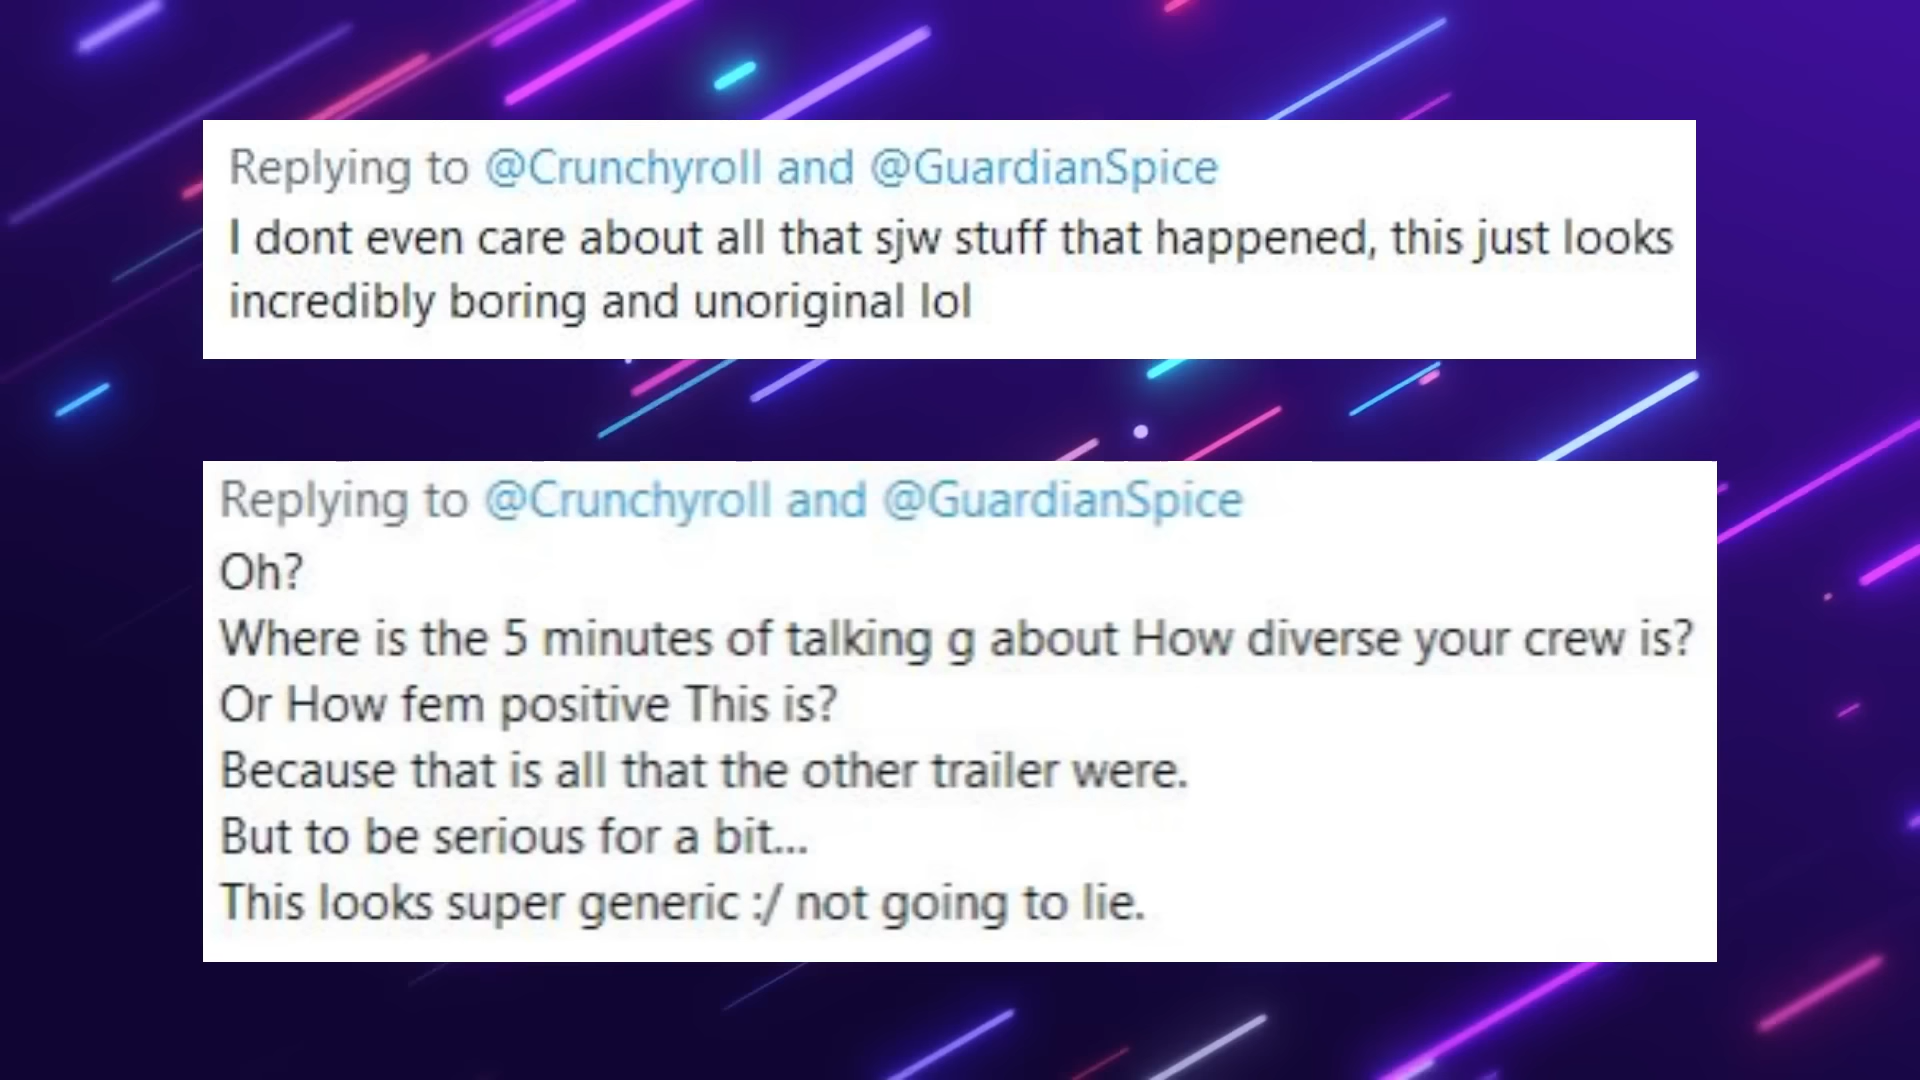 Replying to @Crunchyroll and @GuardianSpice
I dont even care about all that sjw stuff that happened, this just looks
incredibly boring and unoriginal lol
Replying to @Crunchyroll and @GuardianSpice
Oh?
Where is the 5 minutes of talking g about How diverse your crew is?
Or How fem positive This is?
Because that is all that the other trailer were.
But to be serious for a bit...
This looks super generic :/ not going to lie.